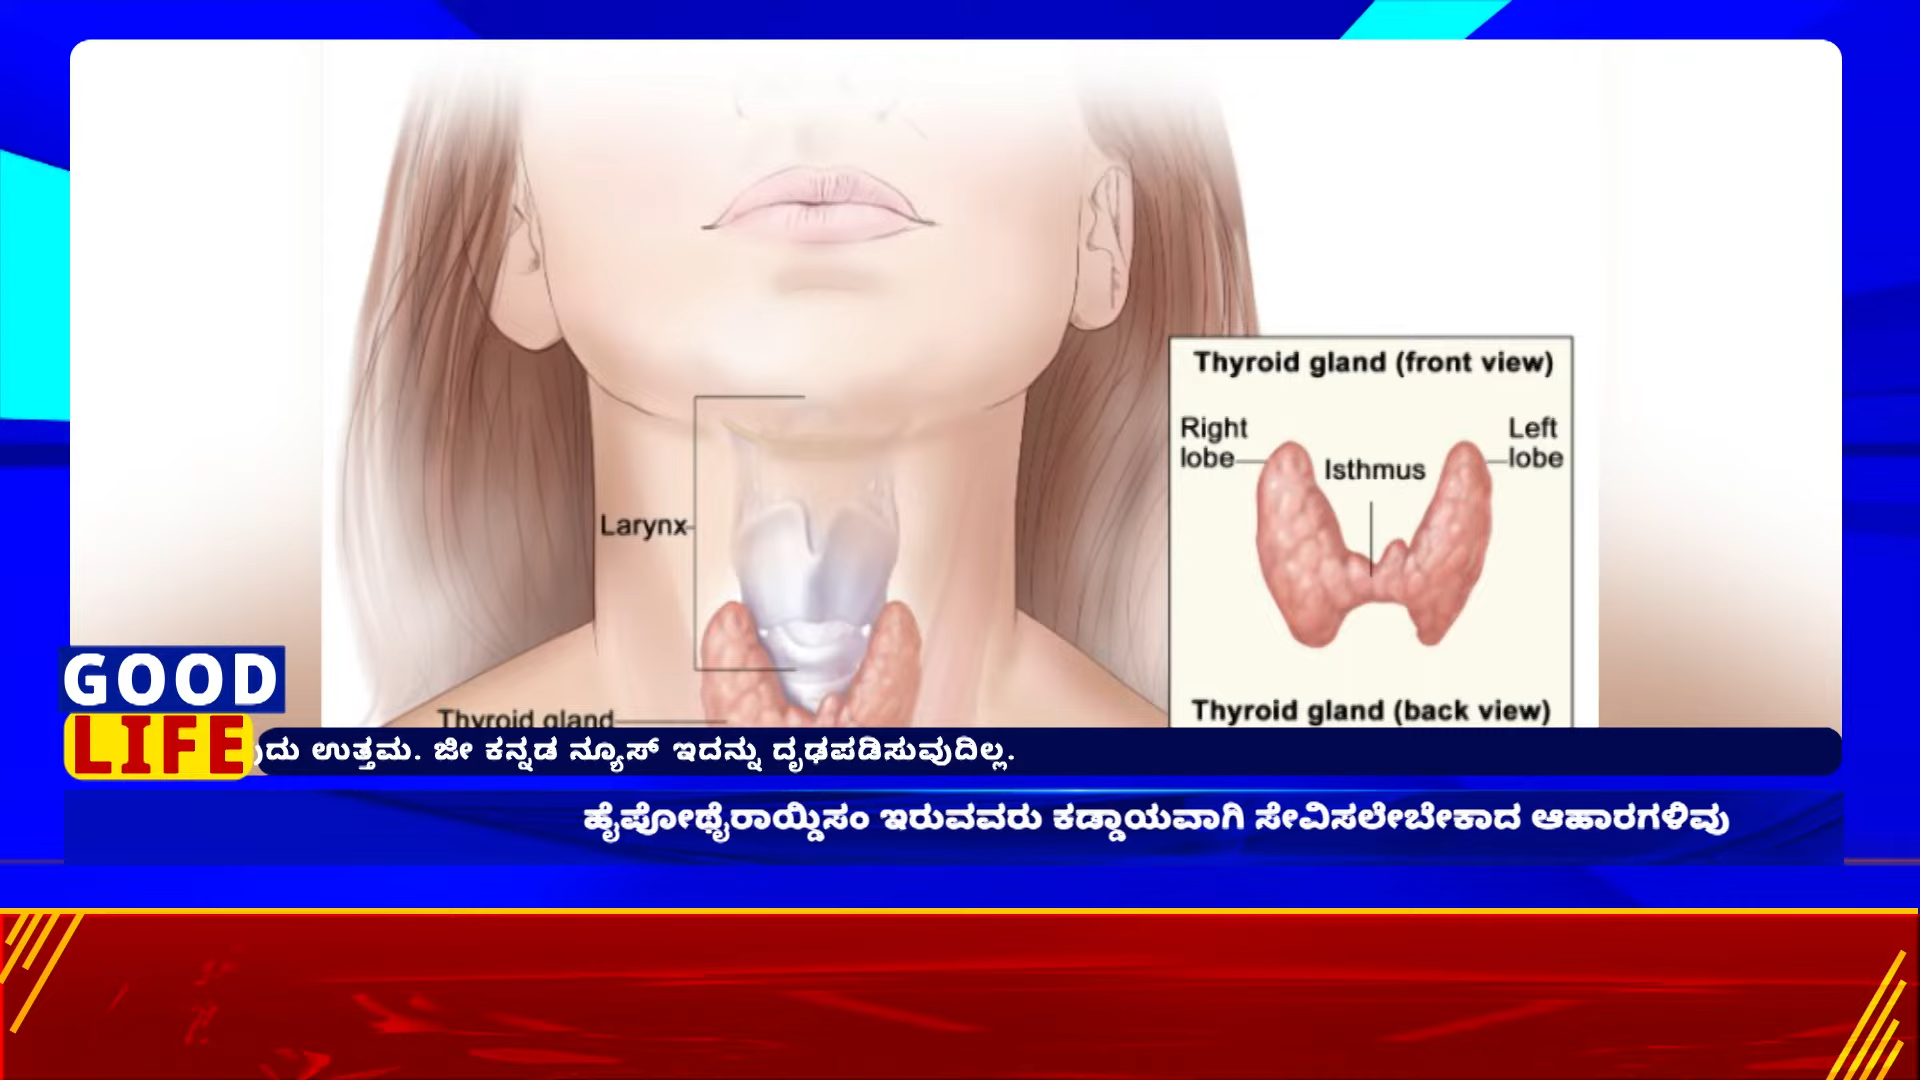 Thyroid gland (front view)
Right lobe
Left lobe
Isthmus
Larynx
Thyroid gland
Thyroid gland (back view)
GOOD
LIFE
ಉತ್ತಮ. ಜೀ ಕನ್ನಡ ನ್ಯೂಸ್ ಇದನ್ನು ದೃಢಪಡಿಸುವುದಿಲ್ಲ.
ಹೈಪೋಥೈರಾಯ್ಡಿಸಂ ಇರುವವರು ಕಡ್ಡಾಯವಾಗಿ ಸೇವಿಸಲೇಬೇಕಾದ ಆಹಾರಗಳಿವು